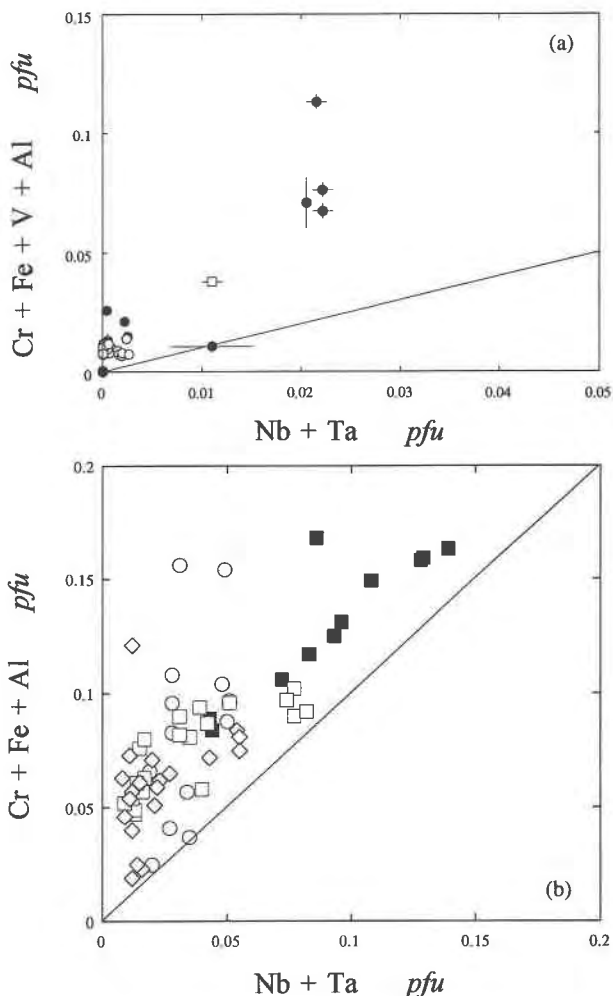 0.15
(a)
0.1
0.05
0
Cr + Fe + V + Al pfu
0 0.01 0.02 0.03 0.04 0.05
Nb + Ta pfu
0.2
0.15
0.1
0.05
0
Cr + Fe + Al pfu
(b)
0 0.05 0.1 0.15 0.2
Nb + Ta pfu